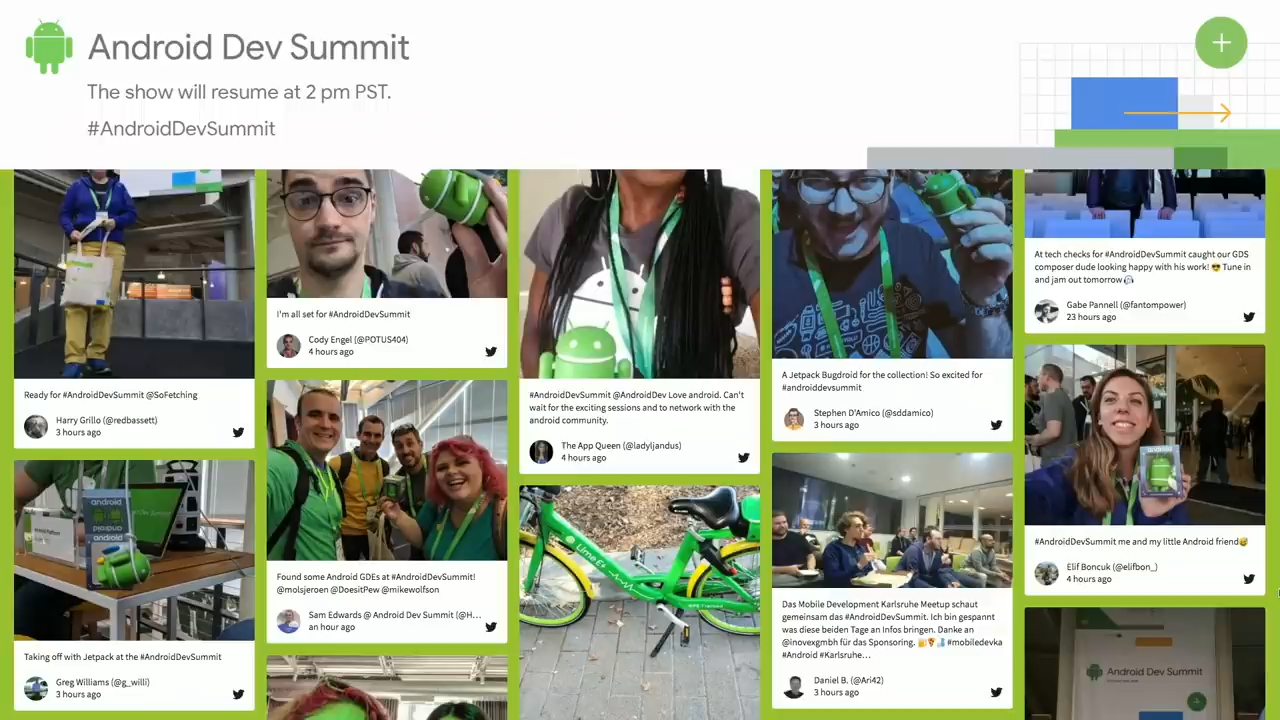 Android Dev Summit
The show will resume at 2 pm PST.
#AndroidDevSummit
Ready for #AndroidDevSummit @SoFetching
Harry Grillo (@redbassett)
3 hours ago
android
android
Taking off with Jetpack at the #AndroidDevSummit
Greg Williams (@g_willi)
3 hours ago
I'm all set for #AndroidDevSummit
Cody Engel (@POTUS404)
4 hours ago
Found some Android GDEs at #AndroidDevSummit!
@molsjeroen @DoesitPew @mikewolfson
Sam Edwards @ Android Dev Summit (@H…
an hour ago
#AndroidDevSummit @AndroidDev Love android. Can't
wait for the exciting sessions and to network with the
android community.
The App Queen (@ladyljandus)
4 hours ago
Lime
A Jetpack Bugdroid for the collection! So excited for
#androiddevsummit
Stephen D'Amico (@sddamico)
3 hours ago
Das Mobile Development Karlsruhe Meetup schaut
gemeinsam das #AndroidDevSummit. Ich bin gespannt
was diese beiden Tage an Infos bringen. Danke an
@inovexgmbh für das Sponsoring. 🍻🍕🍦 #mobiledevka
#Android #Karlsruhe…
Daniel B. (@Ari42)
3 hours ago
At tech checks for #AndroidDevSummit caught our GDS
composer dude looking happy with his work! 😎 Tune in
and jam out tomorrow 🎧
Gabe Pannell (@fantompower)
23 hours ago
android
#AndroidDevSummit me and my little Android friend😅
Elif Boncuk (@elifbon_)
4 hours ago
Android Dev Summit